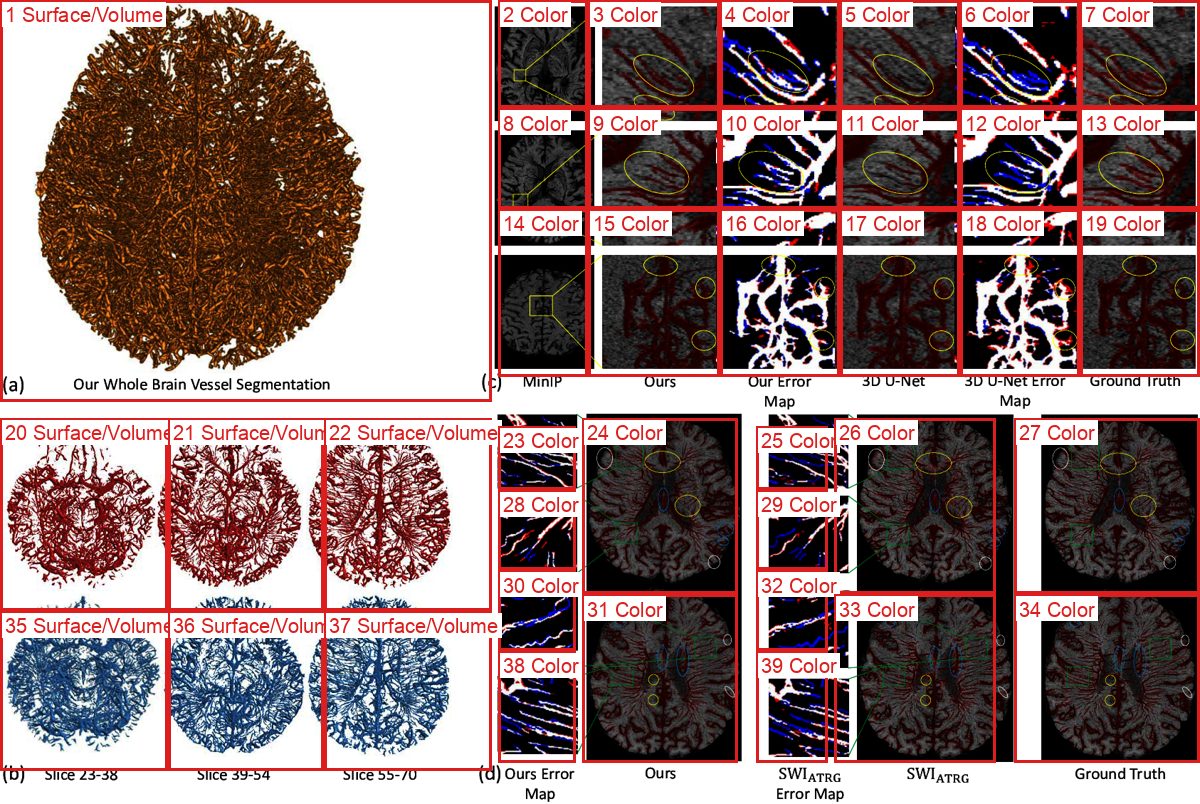 1 Surface/Volume
2 Color
3 Color
4 Color
5 Color
6 Color
7 Color
8 Color
9 Color
10 Color
11 Color
12 Color
13 Color
14 Color
15 Color
16 Color
17 Color
18 Color
19 Color
(a) Our Whole Brain Vessel Segmentation
(c) MinIP
Ours
Our Error
Map
3D U-Net
3D U-Net Error
Map
Ground Truth
20 Surface/Volume
21 Surface/Volum
22 Surface/Volume
23 Color
24 Color
25 Color
26 Color
27 Color
28 Color
29 Color
30 Color
31 Color
32 Color
33 Color
34 Color
35 Surface/Volume
36 Surface/Volum
37 Surface/Volume
38 Color
39 Color
(b) Slice 23-38
Slice 39-54
Slice 55-70
(d) Ours Error
Map
Ours
SWI_ATRG
Error Map
SWI_ATRG
Ground Truth